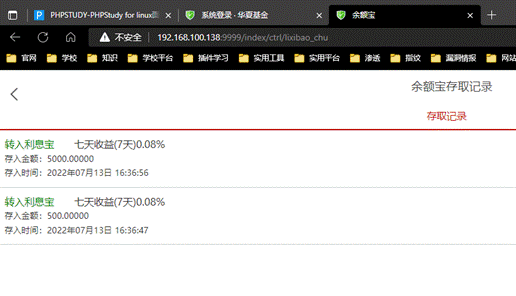 PHPSTUDY-PHPStudy for linux
系统登录 - 华夏基金
余额宝
不安全 192.168.100.138:9999/index/ctrl/lixibao_chu
官网 学校 知识 学校平台 插件学习 实用工具 实用平台 渗透 指纹 漏洞情报 网站
余额宝存取记录
存取记录
转入利息宝 七天收益(7天)0.08%
存入金额：5000.00000
存入时间：2022年07月13日 16:36:56
转入利息宝 七天收益(7天)0.08%
存入金额：500.00000
存入时间：2022年07月13日 16:36:47